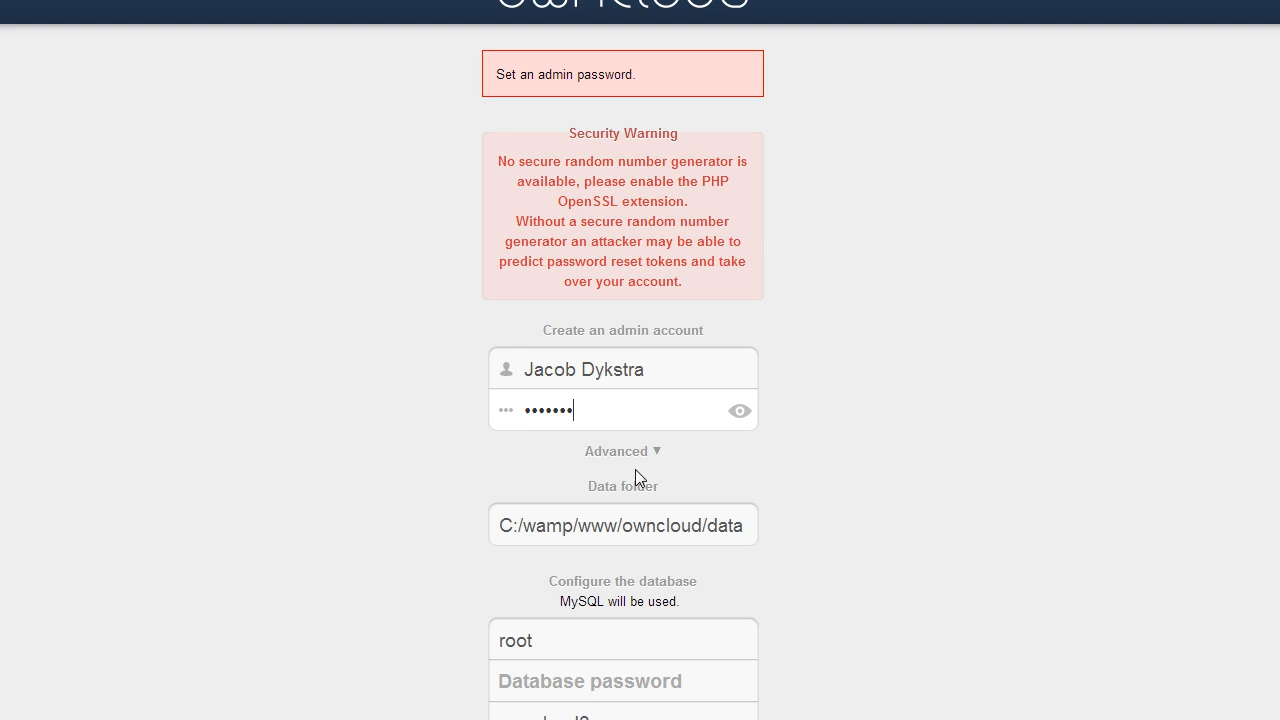 ownCloud
Set an admin password.
Security Warning
No secure random number generator is
available, please enable the PHP
OpenSSL extension.
Without a secure random number
generator an attacker may be able to
predict password reset tokens and take
over your account.
Create an admin account
Jacob Dykstra
•••••••
Advanced ▼
Data folder
C:/wamp/www/owncloud/data
Configure the database
MySQL will be used.
root
Database password